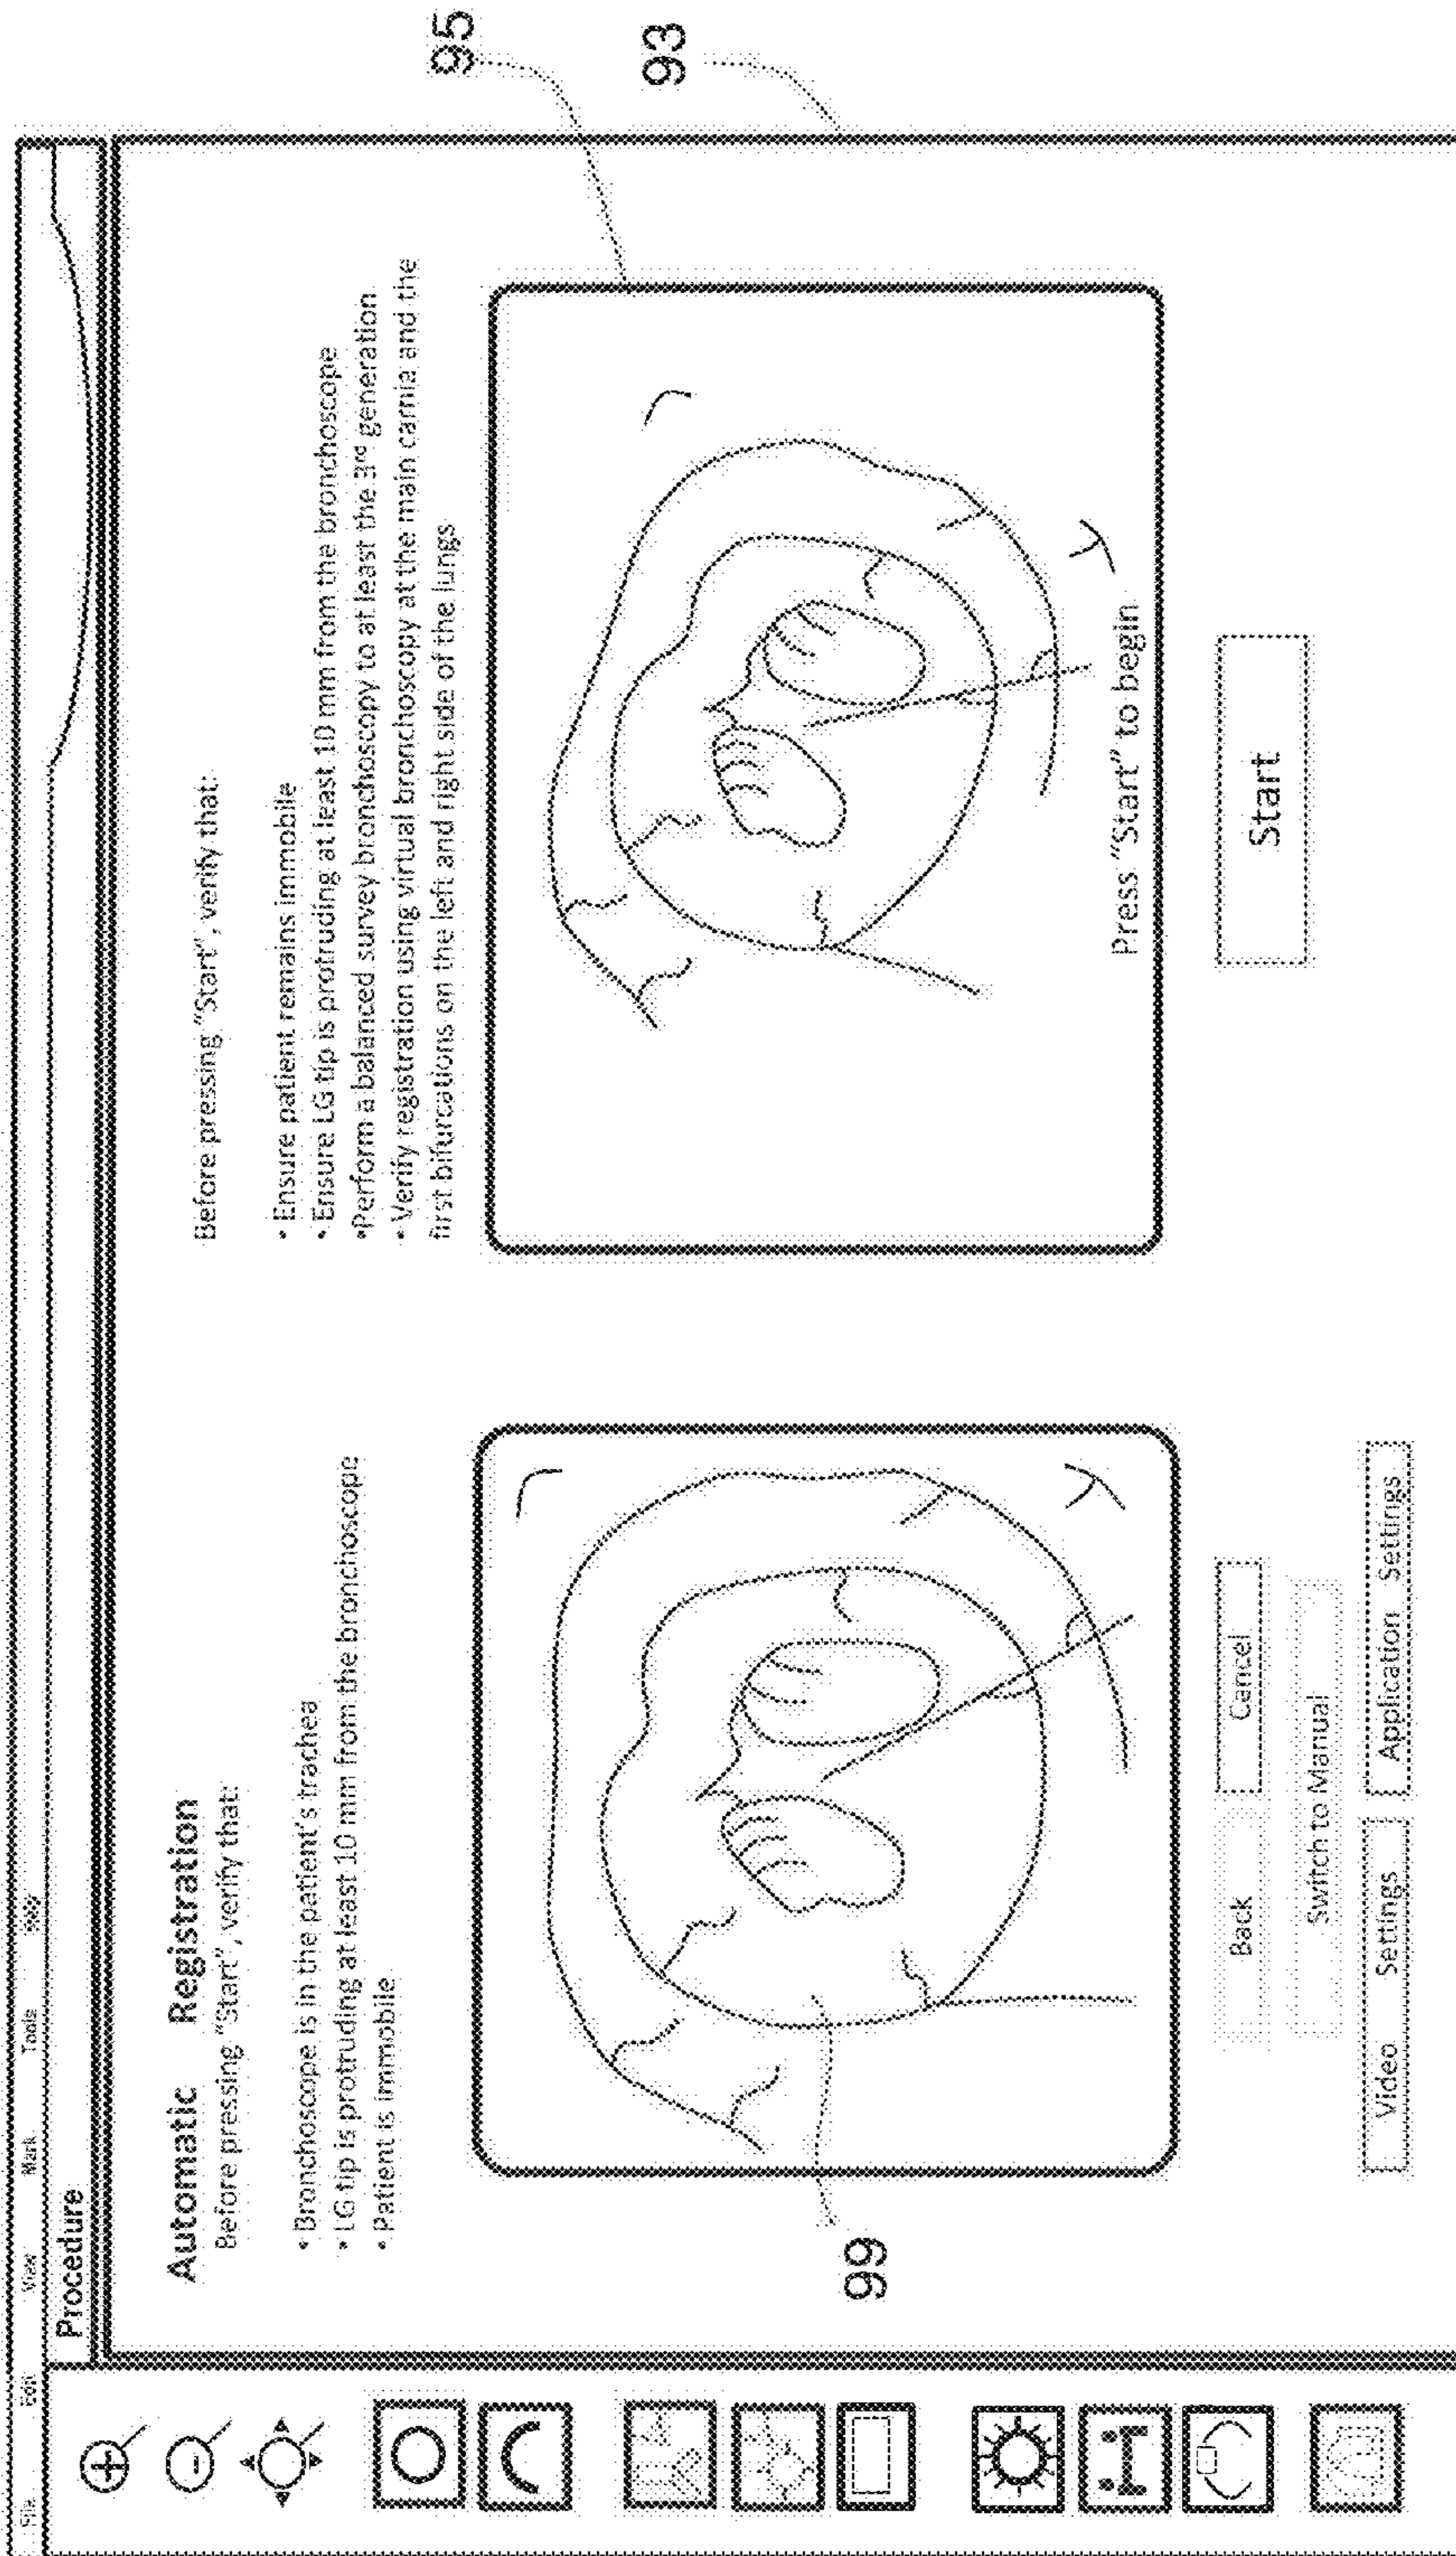 File Edit View Mark Tools Help
Procedure
Automatic Registration
Before pressing "Start", verify that:
• Bronchoscope is in the patient's trachea
• LG tip is protruding at least 10 mm from the bronchoscope
• Patient is immobile
99
Back Cancel
Switch to Manual
Video Settings Application Settings
Before pressing "Start", verify that:
• Ensure patient remains immobile
• Ensure LG tip is protruding at least 10 mm from the bronchoscope
•Perform a balanced survey bronchoscopy to at least the 3rd generation
• Verify registration using virtual bronchoscopy at the main carnia and the
first bifurcations on the left and right side of the lungs
Press "Start" to begin
Start
95
93